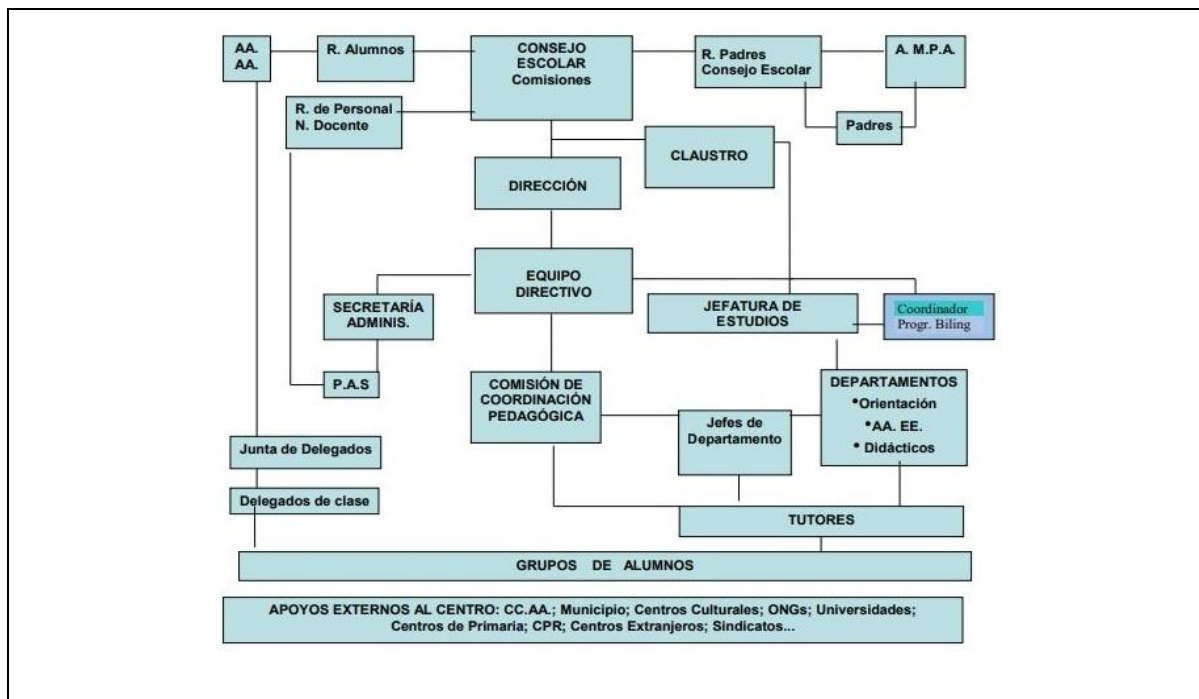 AA.
AA.
R. Alumnos
CONSEJO
ESCOLAR
Comisiones
R. Padres
Consejo Escolar
A. M.P.A.
R. de Personal
N. Docente
Padres
CLAUSTRO
DIRECCIÓN
EQUIPO
DIRECTIVO
SECRETARÍA
ADMINIS.
JEFATURA DE
ESTUDIOS
Coordinador
Progr. Biling
P.A.S
COMISIÓN DE
COORDINACIÓN
PEDAGÓGICA
Jefes de
Departamento
DEPARTAMENTOS
•Orientación
•AA. EE.
• Didácticos
Junta de Delegados
Delegados de clase
TUTORES
GRUPOS DE ALUMNOS
APOYOS EXTERNOS AL CENTRO: CC.AA.; Municipio; Centros Culturales; ONGs; Universidades;
Centros de Primaria; CPR; Centros Extranjeros; Sindicatos...